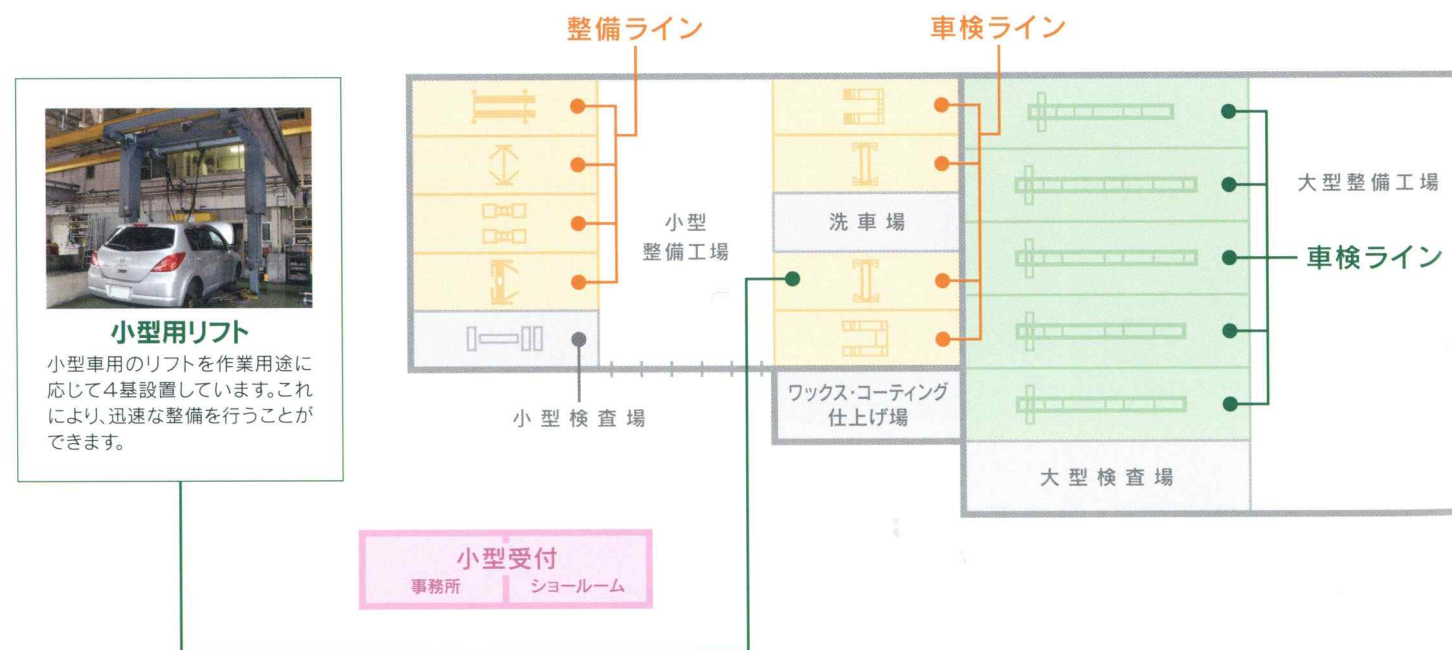 整備ライン
車検ライン
小型用リフト
小型車用のリフトを作業用途に
応じて4基設置しています。これ
により、迅速な整備を行うことが
できます。
小型
整備工場
洗車場
ワックス・コーティング
仕上げ場
小型検査場
大型整備工場
車検ライン
大型検査場
小型受付
事務所
ショールーム